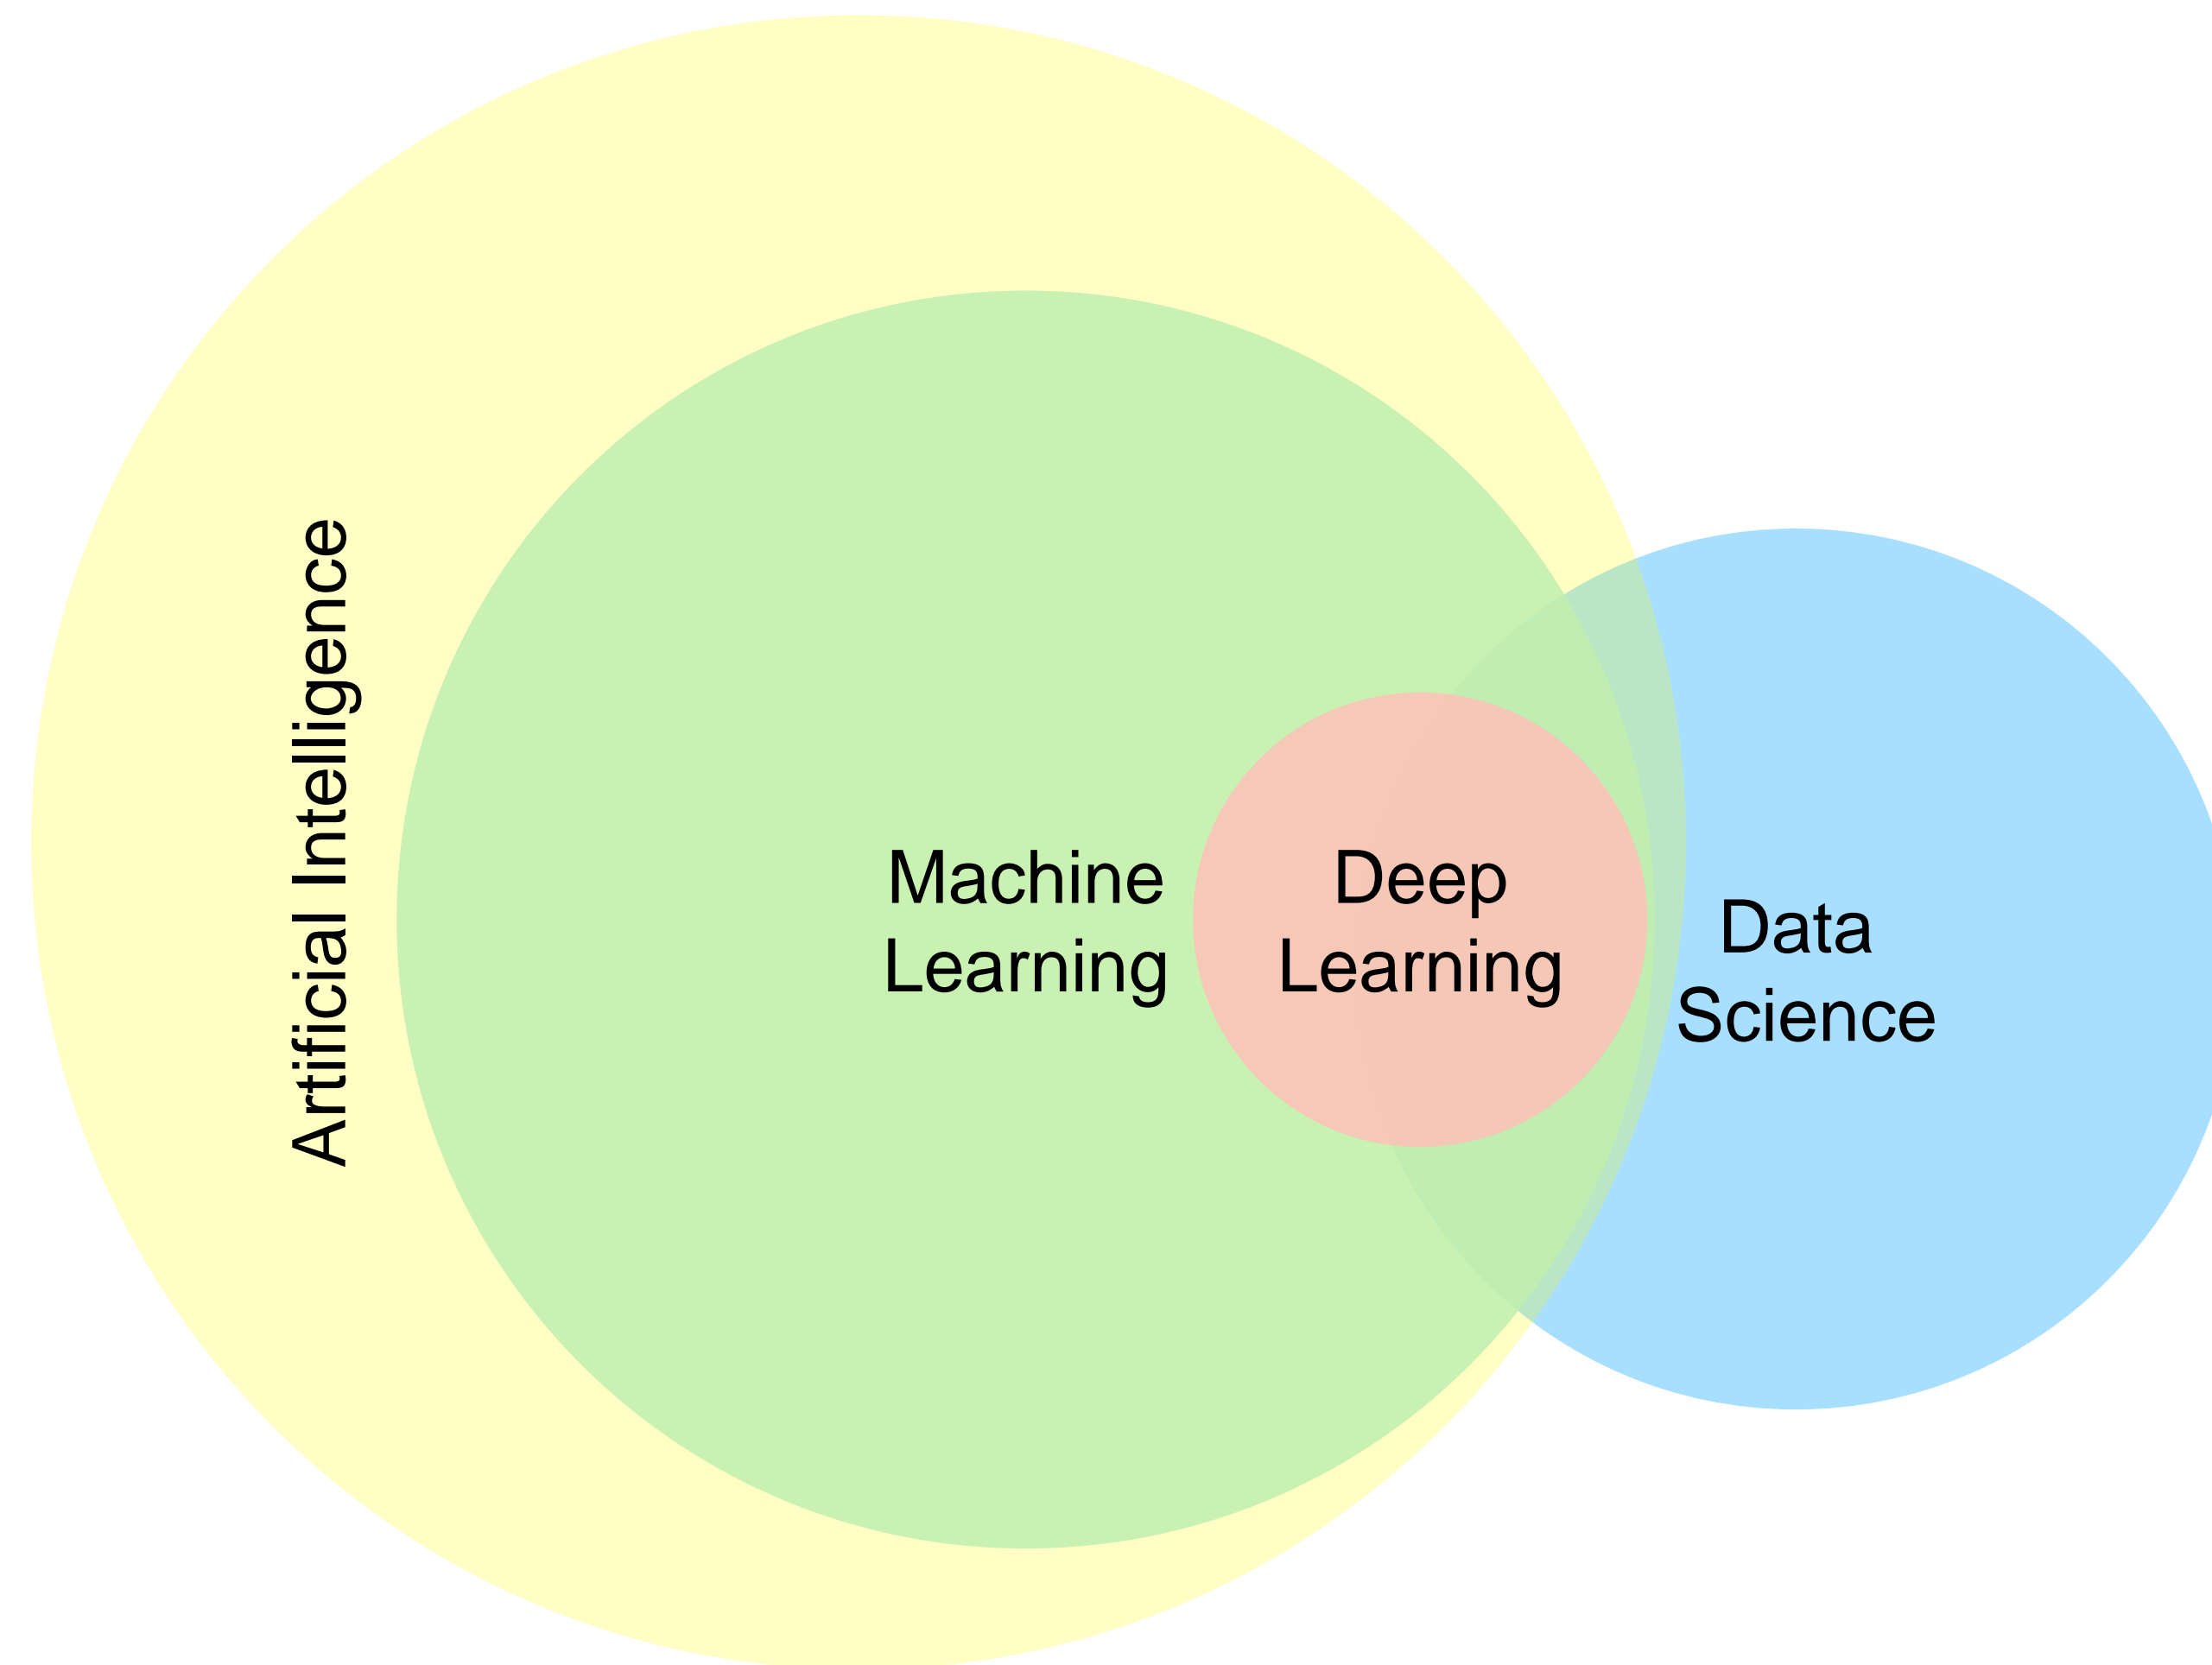 Artificial Intelligence
Machine
Learning
Deep
Learning
Data
Science